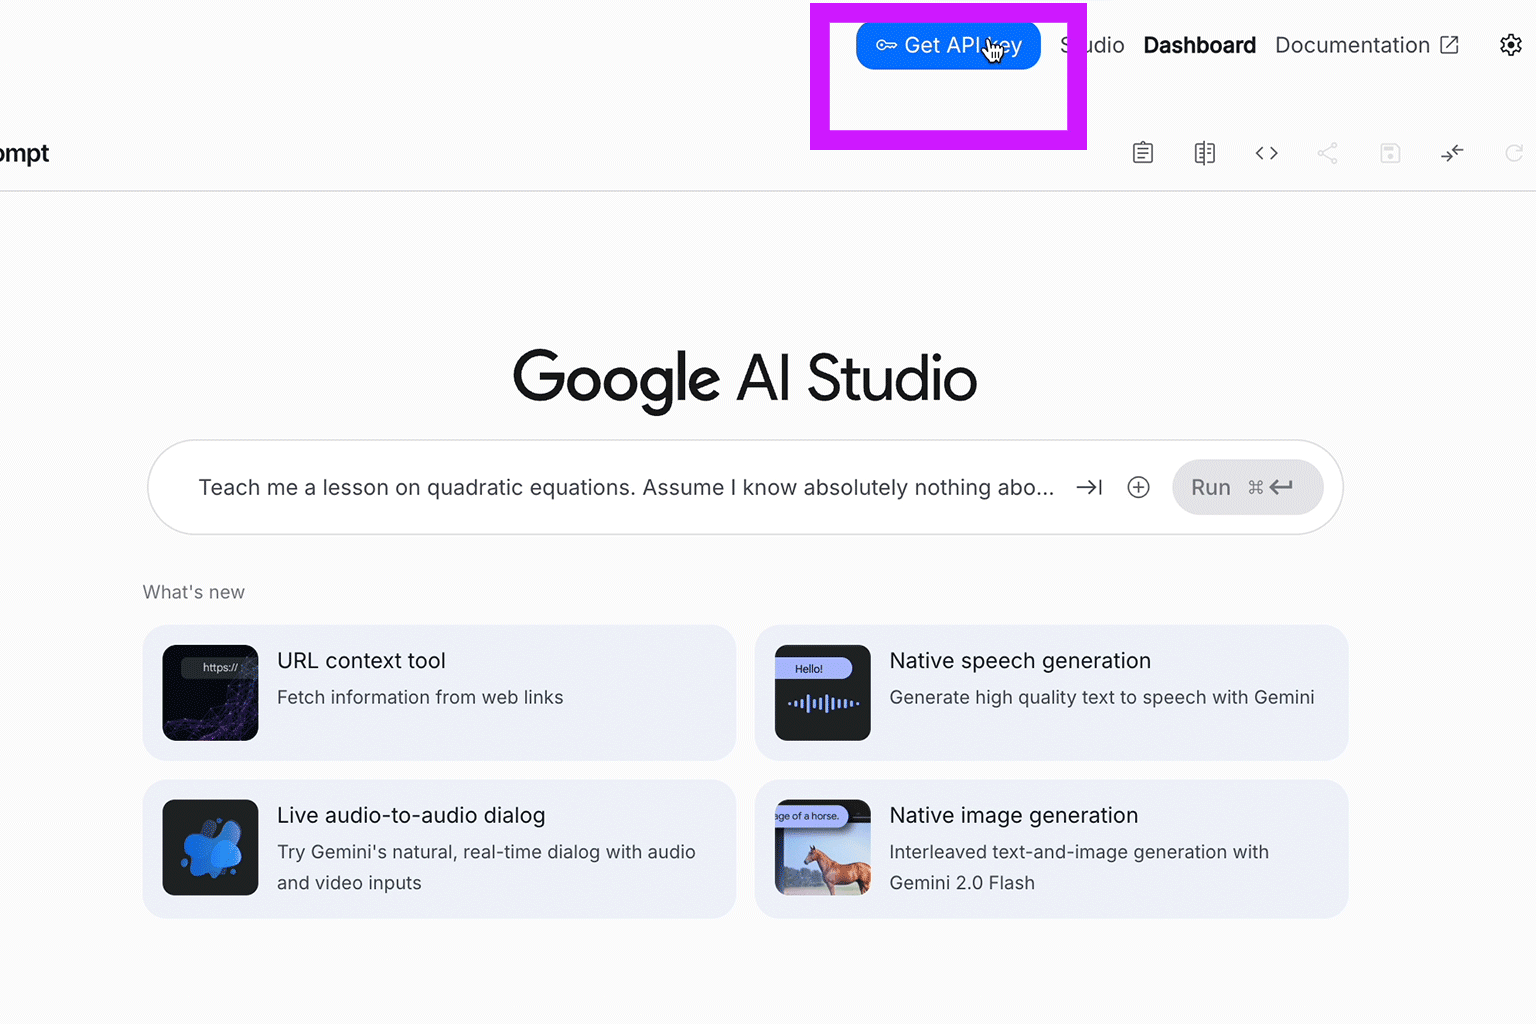 Get API key Studio Dashboard Documentation
ompt
Google AI Studio
Teach me a lesson on quadratic equations. Assume I know absolutely nothing abo... Run ⌘
What's new
https://
URL context tool
Fetch information from web links
Hello!
Native speech generation
Generate high quality text to speech with Gemini
Live audio-to-audio dialog
Try Gemini's natural, real-time dialog with audio
and video inputs
age of a horse.
Native image generation
Interleaved text-and-image generation with
Gemini 2.0 Flash